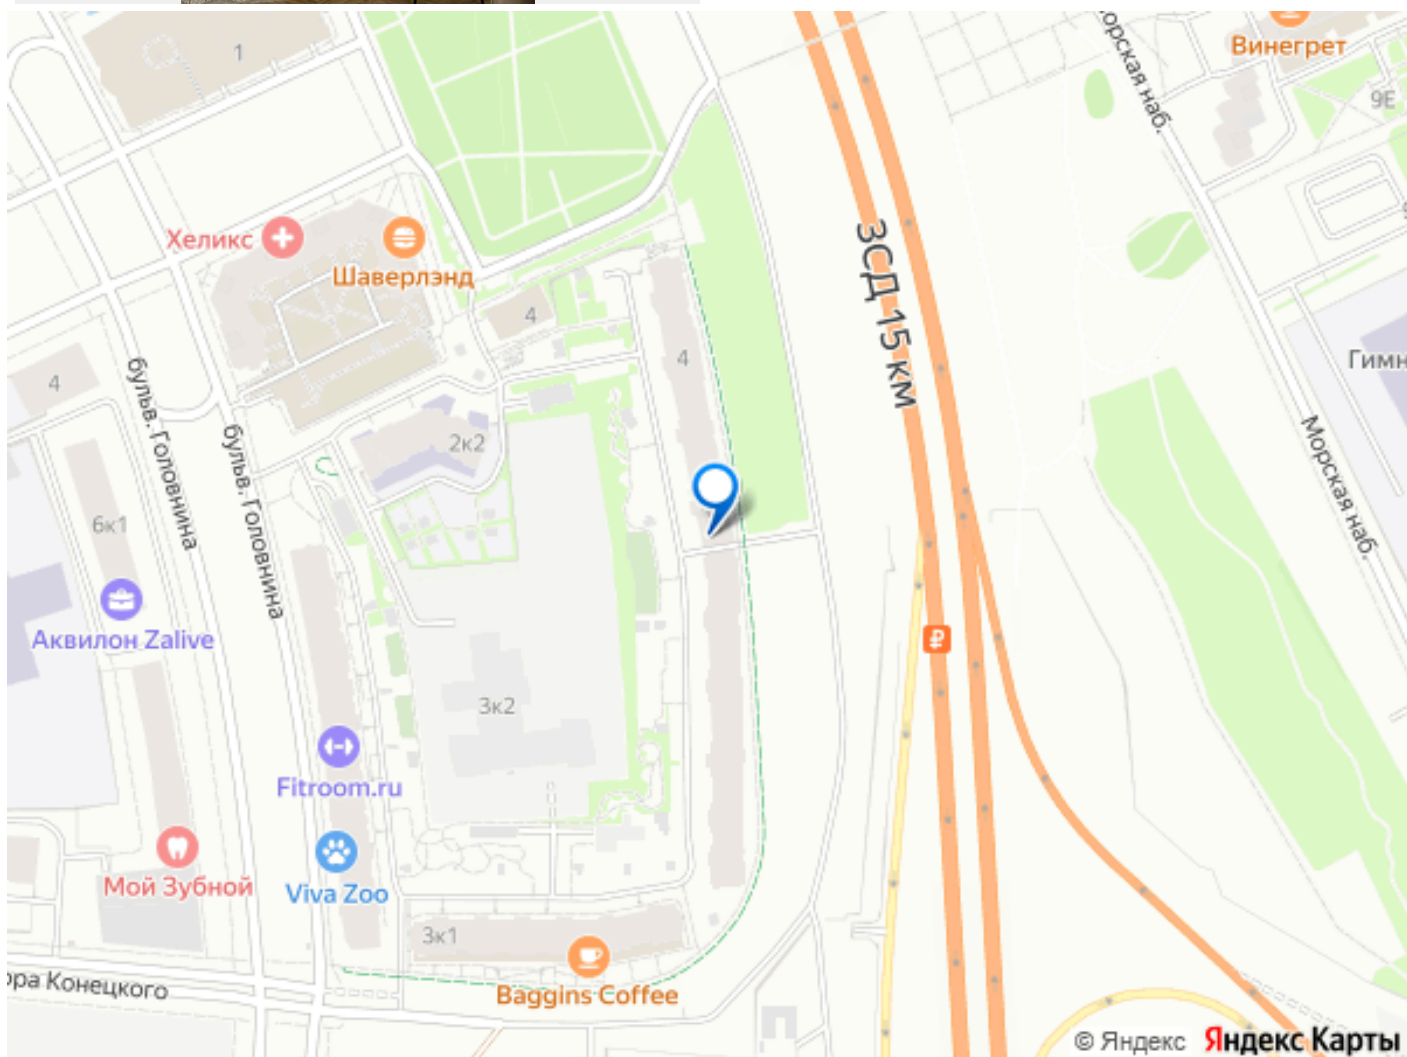 1
Винегрет
орская наб.
9Е
Хеликс
Шаверлэнд
ЗСД 15 км
4
4
4
Гимн
бульв. Головнина
бульв. Головнина
2к2
Морская наб.
6к1
Аквилон Zalive
₽
3к2
Fitroom.ru
Мой Зубной
Viva Zoo
3к1
ора Конецкого
Baggins Coffee
© Яндекс Яндекс Карты